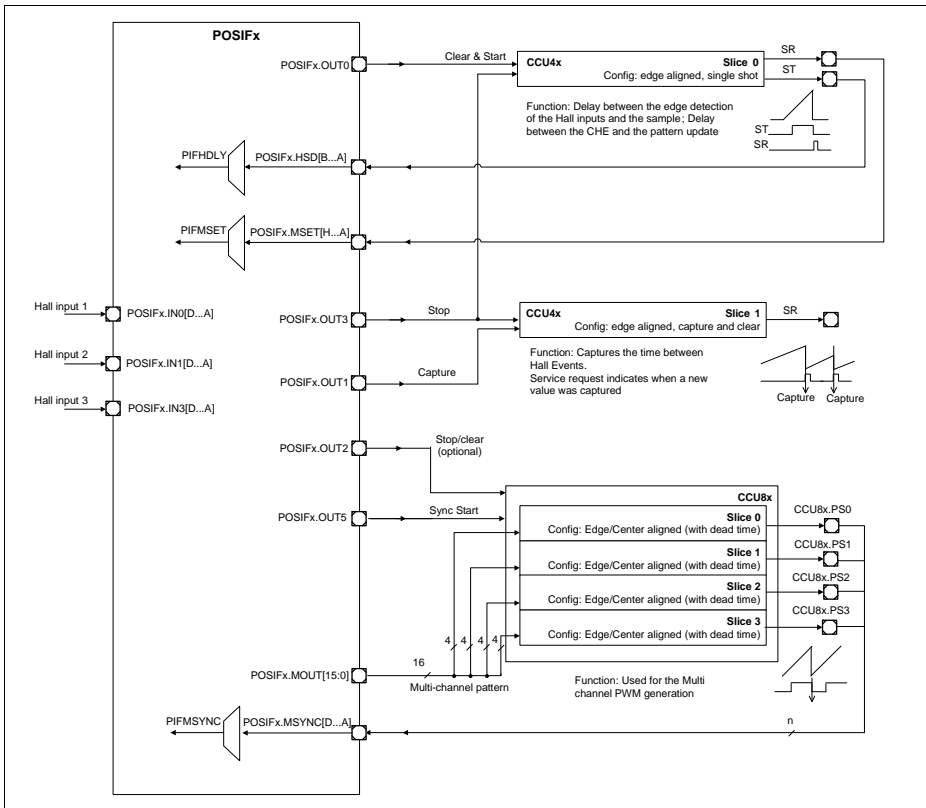 POSIFx
POSIFx.OUT0
Clear & Start
CCU4x
Slice 0
Config: edge aligned, single shot
SR
ST
Function: Delay between the edge detection
of the Hall inputs and the sample; Delay
between the CHE and the pattern update
ST
SR
PIFHDLY
POSIFx.HSD[B...A]
PIFMSET
POSIFx.MSET[H...A]
Hall input 1
POSIFx.IN0[D...A]
Hall input 2
POSIFx.IN1[D...A]
Hall input 3
POSIFx.IN3[D...A]
POSIFx.OUT3
Stop
CCU4x
Slice 1
Config: edge aligned, capture and clear
SR
Function: Captures the time between
Hall Events.
Service request indicates when a new
value was captured
Capture
Capture
POSIFx.OUT1
Capture
POSIFx.OUT2
Stop/clear
(optional)
POSIFx.OUT5
Sync Start
CCU8x
Slice 0
Config: Edge/Center aligned (with dead time)
Slice 1
Config: Edge/Center aligned (with dead time)
Slice 2
Config: Edge/Center aligned (with dead time)
Slice 3
Config: Edge/Center aligned (with dead time)
CCU8x.PS0
CCU8x.PS1
CCU8x.PS2
CCU8x.PS3
4
4
4
4
16
POSIFx.MOUT[15:0]
Multi-channel pattern
Function: Used for the Multi
channel PWM generation
PIFMSYNC
POSIFx.MSYNC[D...A]
n